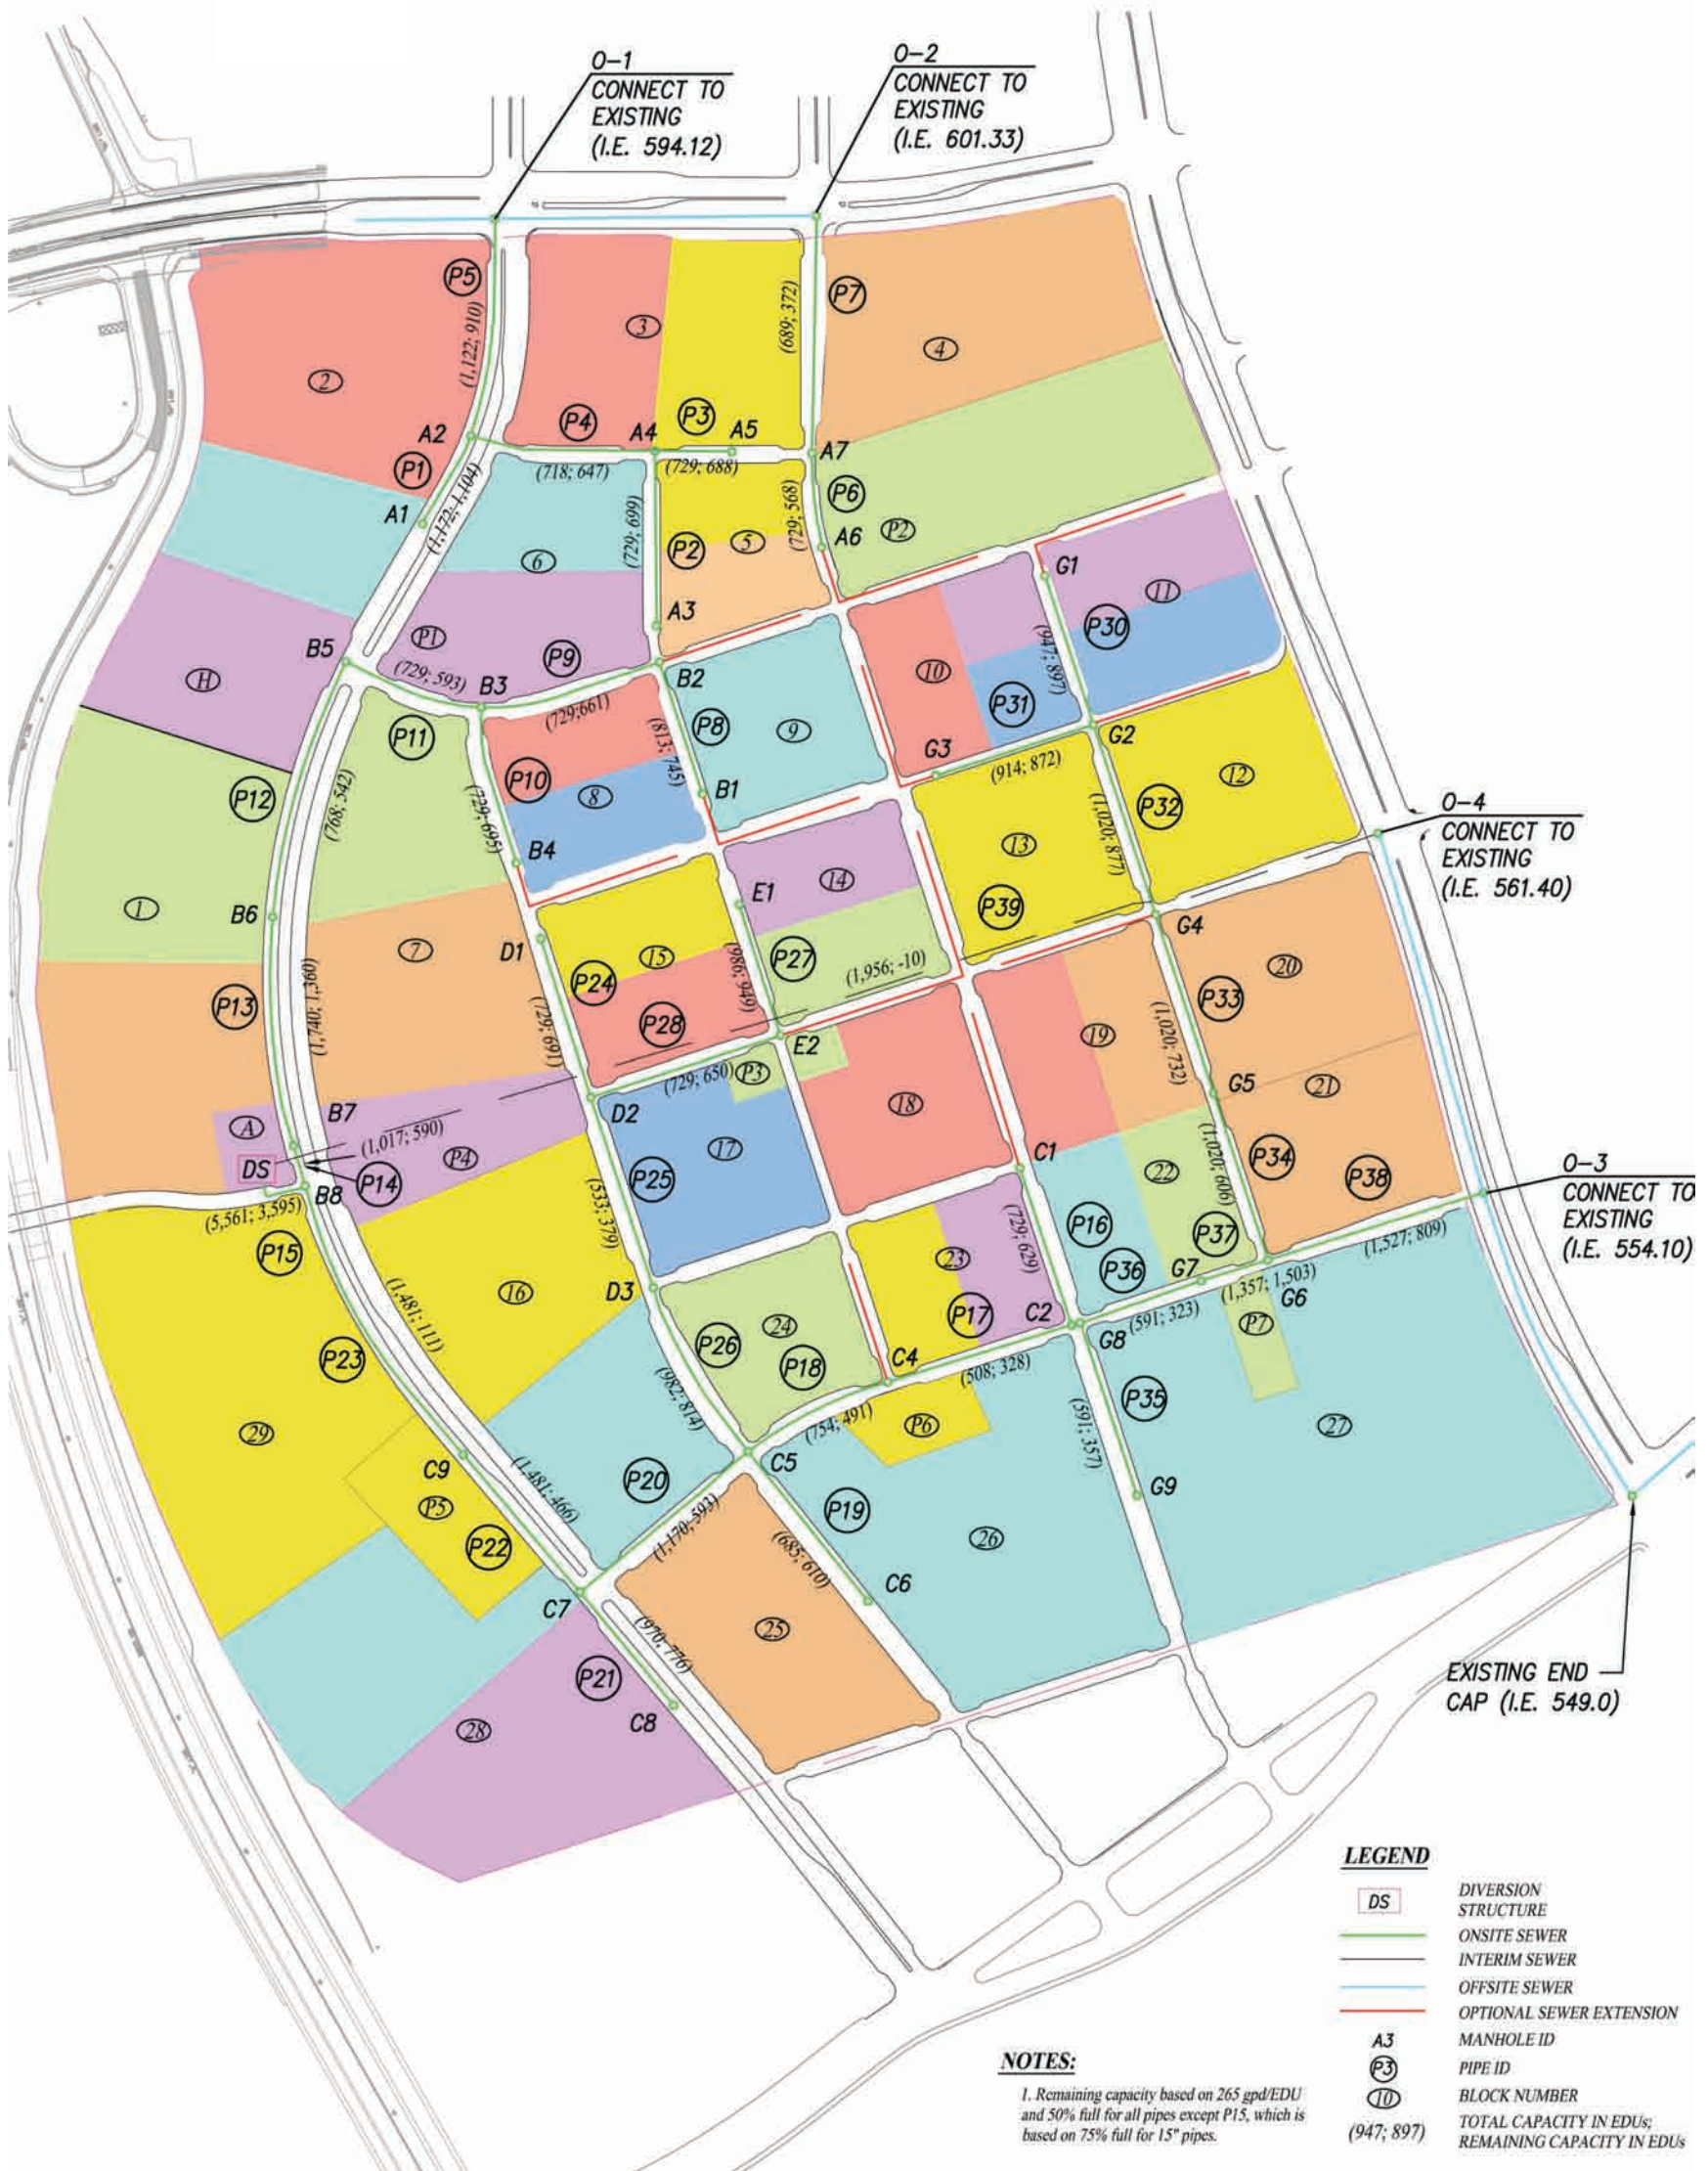 O-1
CONNECT TO
EXISTING
(I.E. 594.12)
O-2
CONNECT TO
EXISTING
(I.E. 601.33)
P5
(1,122; 910)
3
(689; 372)
P7
4
2
P4
P3
A2
A4
A5
A7
P1
(718; 647)
(729; 688)
A1
(1,172; 1,104)
(729; 699)
(729; 568)
P6
P2
6
P2
5
A6
G1
11
A3
P30
P1
B5
P9
(947; 897)
H
(729; 593)
B3
B2
10
P31
(729;661)
P11
P8
9
G3
G2
(813; 745)
P12
P10
(914; 872)
12
8
B1
(768; 542)
(729; 695)
(1,020; 877)
P32
O-4
CONNECT TO
EXISTING
(I.E. 561.40)
13
B4
14
E1
1
B6
P39
G4
7
D1
15
P27
(986; 949)
(1,956; -10)
20
P24
P13
P28
P33
(1,740; 1,360)
(729; 691)
19
(1,020; 732)
E2
(729; 650)
P3
G5
21
18
B7
D2
A
(1,017; 590)
17
DS
P4
P14
B8
P25
C1
22
P34
P38
(1,020; 606)
O-3
CONNECT TO
EXISTING
(I.E. 554.10)
(5,561; 3,595)
P15
(533; 379)
(729; 629)
P16
P37
23
P36
G7
(1,527; 809)
16
D3
(1,357; 1,503)
G6
(1,481; 111)
P17
C2
(591; 323)
P7
24
G8
P23
P26
P18
C4
(508; 328)
(982; 814)
P35
29
(754; 491)
P6
27
(591; 357)
C9
C5
P20
G9
(1,481; 466)
P5
P19
(1,170; 593)
26
P22
(685; 610)
C6
C7
25
(970; 776)
P21
C8
28
EXISTING END
CAP (I.E. 549.0)
LEGEND
DS
DIVERSION
STRUCTURE
ONSITE SEWER
INTERIM SEWER
OFFSITE SEWER
OPTIONAL SEWER EXTENSION
A3
MANHOLE ID
P3
PIPE ID
10
BLOCK NUMBER
(947; 897)
TOTAL CAPACITY IN EDUs;
REMAINING CAPACITY IN EDUs
NOTES:
1. Remaining capacity based on 265 gpd/EDU
and 50% full for all pipes except P15, which is
based on 75% full for 15" pipes.